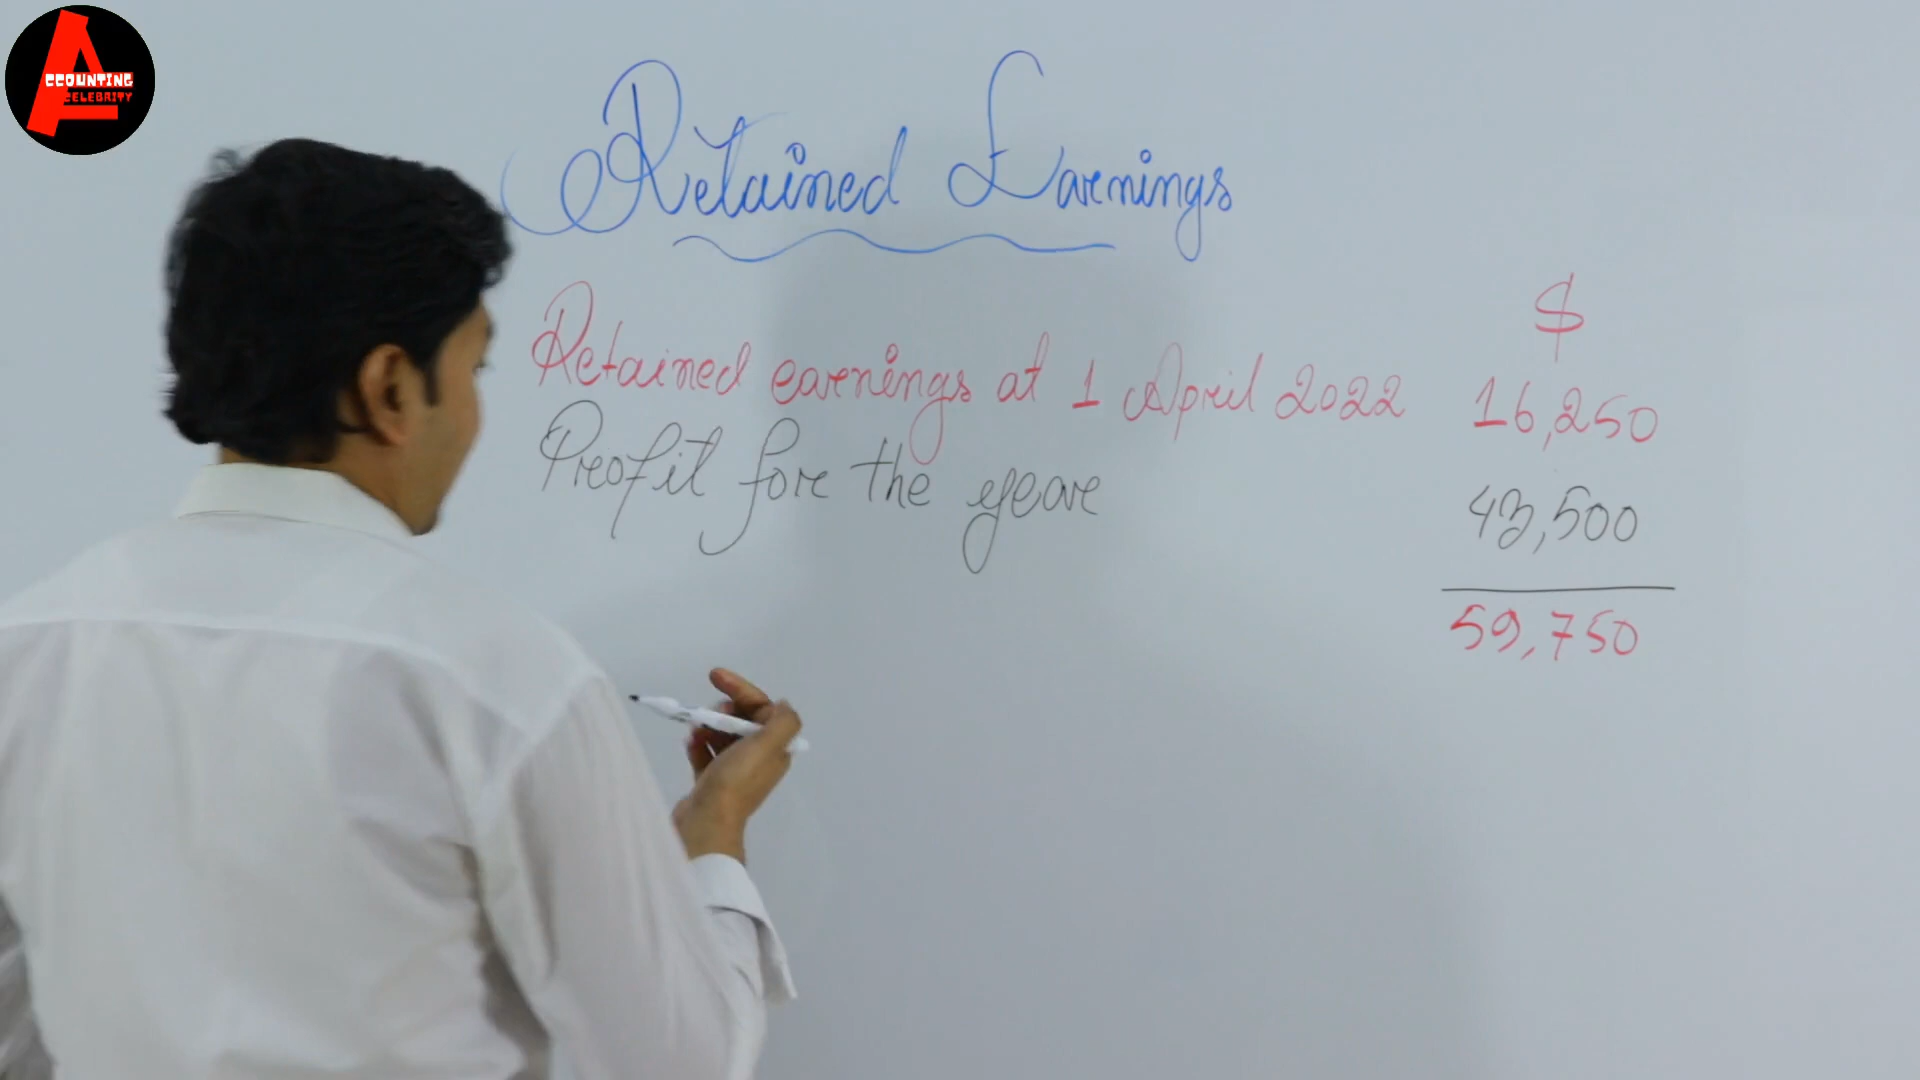 ACCOUNTING
CELEBRITY
Retained Earnings
$
Retained earnings at 1 April 2022 16,250
Profit for the year 43,500
59,750